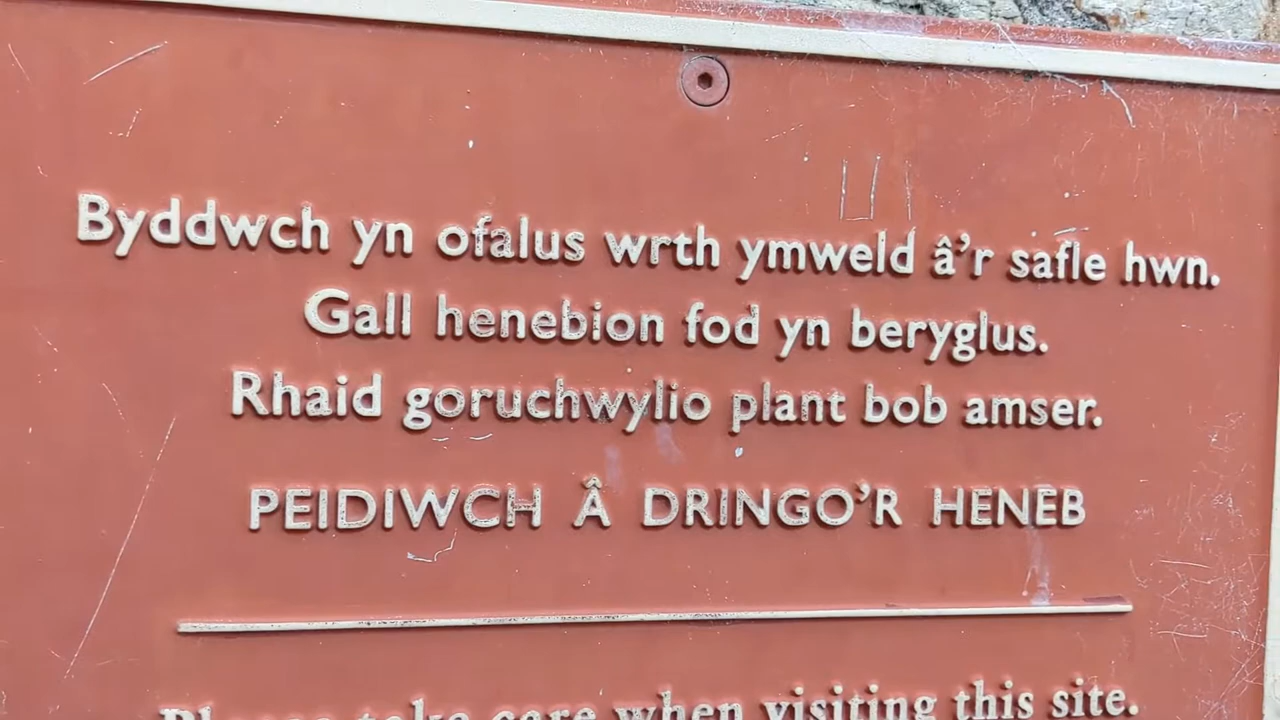 Byddwch yn ofalus wrth ymweld â'r safle hwn.
Gall henebion fod yn beryglus.
Rhaid goruchwylio plant bob amser.
PEIDIWCH Â DRINGO'R HENEB
Please take care when visiting this site.